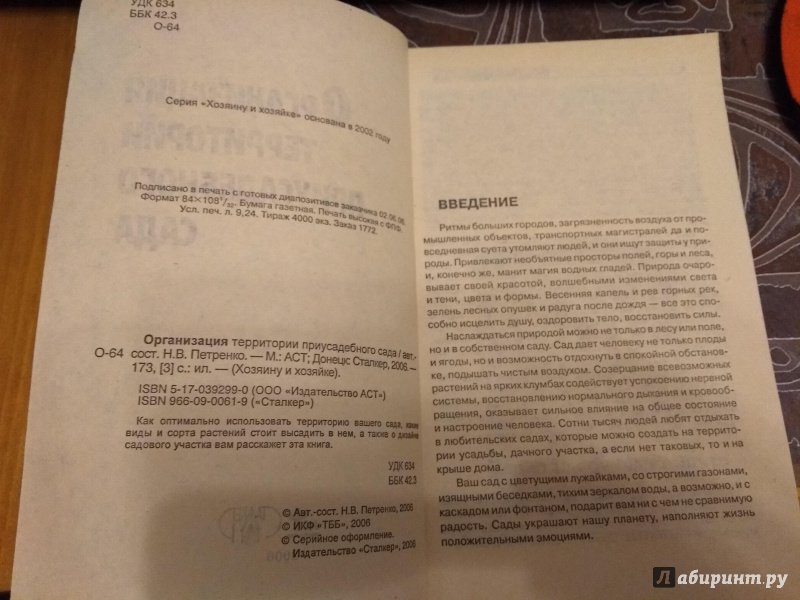 УДК 634
ББК 42.3
О-64
Серия «Хозяину и хозяйке» основана в 2002 году
Подписано в печать с готовых диапозитивов заказчика 02.06.06.
Формат 84×108¹/₃₂. Бумага газетная. Печать высокая с ФПФ.
Усл. печ. л. 9,24. Тираж 4000 экз. Заказ 1772.
Организация территории приусадебного сада / авт.-
О-64 сост. Н.В. Петренко. — М.: АСТ; Донецк: Сталкер, 2006. —
173, [3] с.: ил. — (Хозяину и хозяйке).
ISBN 5-17-039299-0 (ООО «Издательство АСТ»)
ISBN 966-09-0061-9 («Сталкер»)
Как оптимально использовать территорию вашего сада, какие
виды и сорта растений стоит высадить в нем, а также о дизайне
садового участка вам расскажет эта книга.
УДК 634
ББК 42.3
© Авт.-сост. Н.В. Петренко, 2006
© ИКФ «ТББ», 2006
© Серийное оформление.
Издательство «Сталкер», 2006
ВВЕДЕНИЕ
Ритмы больших городов, загрязненность воздуха от про-
мышленных объектов, транспортных магистралей да и по-
вседневная суета утомляют людей, и они ищут защиты у при-
роды. Привлекают необъятные просторы полей, горы и леса,
и, конечно же, манит магия водных гладей. Природа очаро-
вывает своей красотой, волшебными изменениями света
и тени, цвета и формы. Весенняя капель и рев горных рек,
зелень лесных опушек и радуга после дождя — все это спо-
собно исцелить душу, оздоровить тело, восстановить силы.
Наслаждаться природой можно не только в лесу или поле,
но и в собственном саду. Сад дает человеку не только плоды
и ягоды, но и возможность отдохнуть в спокойной обстанов-
ке, подышать чистым воздухом. Созерцание всевозможных
растений на ярких клумбах содействует успокоению нервной
системы, восстановлению нормального дыхания и кровооб-
ращения, оказывает сильное влияние на общее состояние
и настроение человека. Сотни тысяч людей любят отдыхать
в любительских садах, которые можно создать на террито-
рии усадьбы, дачного участка, а если нет таковых, то и на
крыше дома.
Ваш сад с цветущими лужайками, со строгими газонами,
изящными беседками, тихим зеркалом воды, а возможно, и с
каскадом или фонтаном, подарит вам ни с чем не сравнимую
радость. Сады украшают нашу планету, наполняют жизнь
положительными эмоциями.
Лабиринт.ру